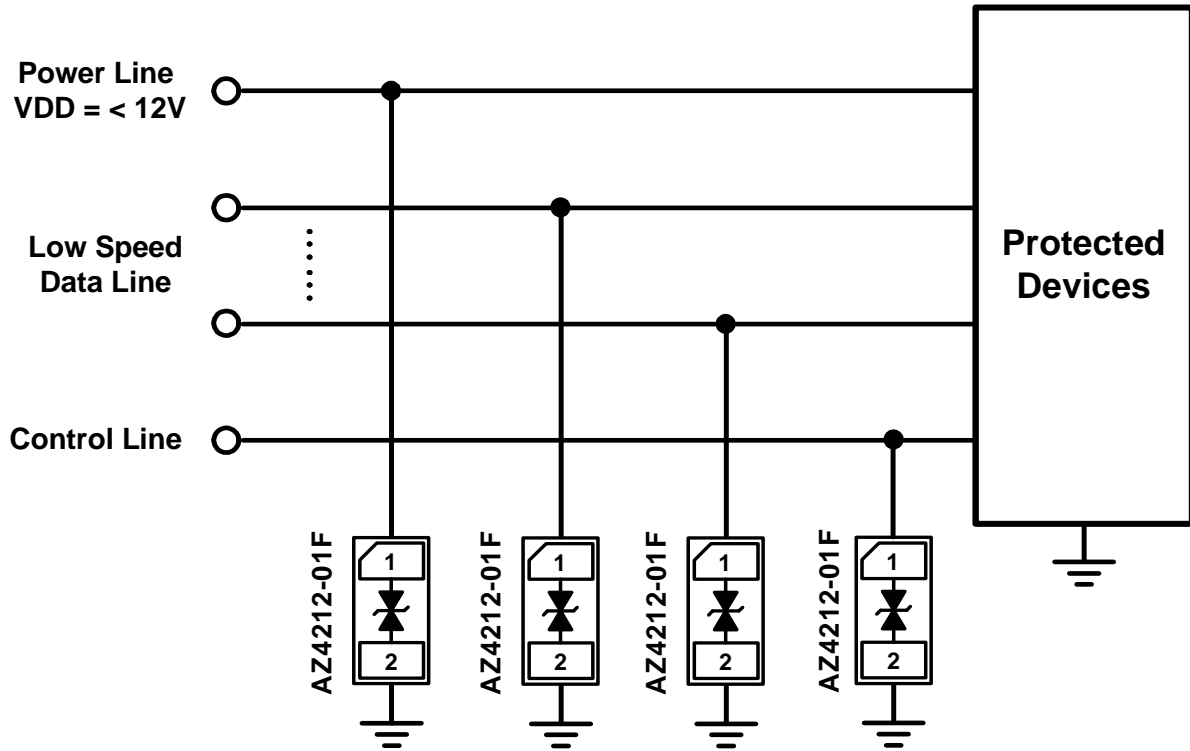 Power Line
VDD = < 12V
Low Speed
Data Line
Control Line
Protected
Devices
AZ4212-01F
1
2
AZ4212-01F
1
2
AZ4212-01F
1
2
AZ4212-01F
1
2